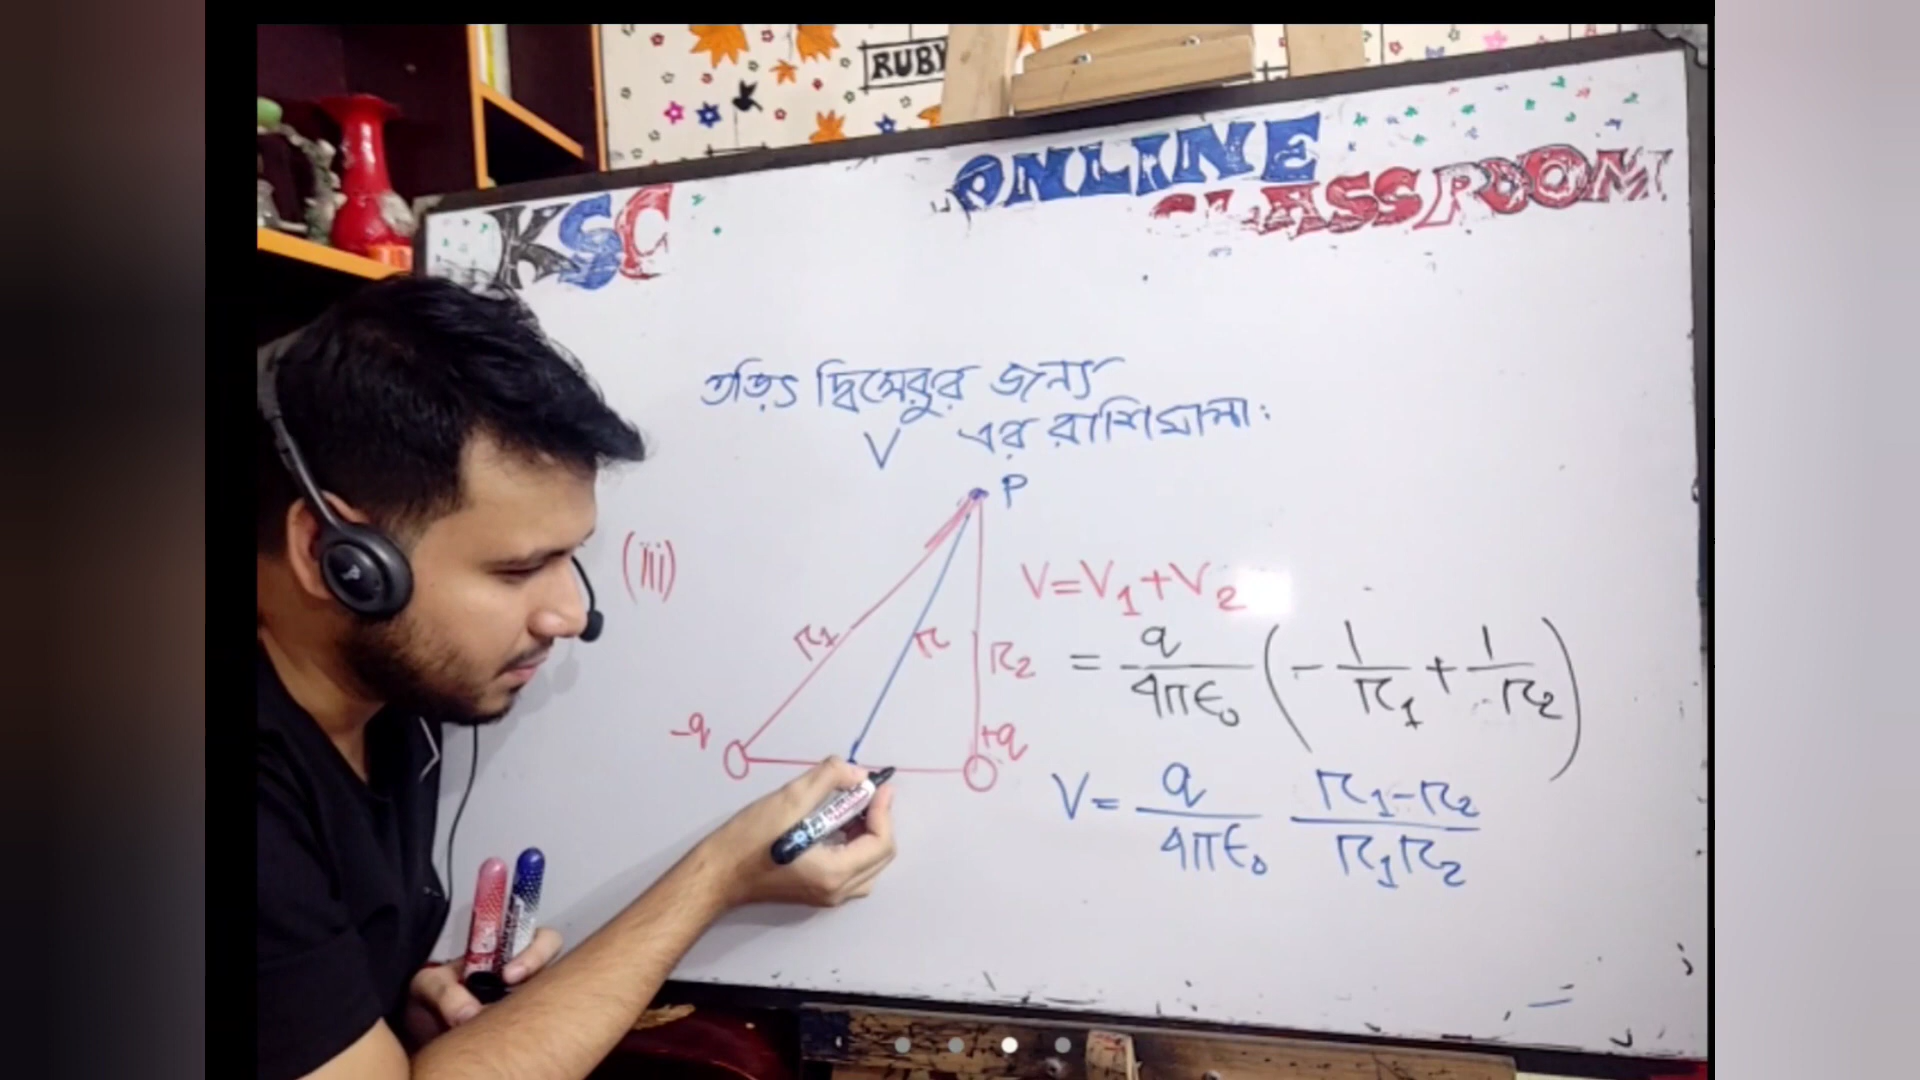 RUBY
ONLINE
KSC
CLASSROOM
তড়িৎ দ্বিমেরুর জন্য
V এর রাশিমালা:
P
(iii)
V=V₁+V₂
r₁ r r₂
= q/4πϵ₀ (-1/r₁ + 1/r₂)
-q +q
V= q/4πϵ₀ r₁-r₂/r₁r₂